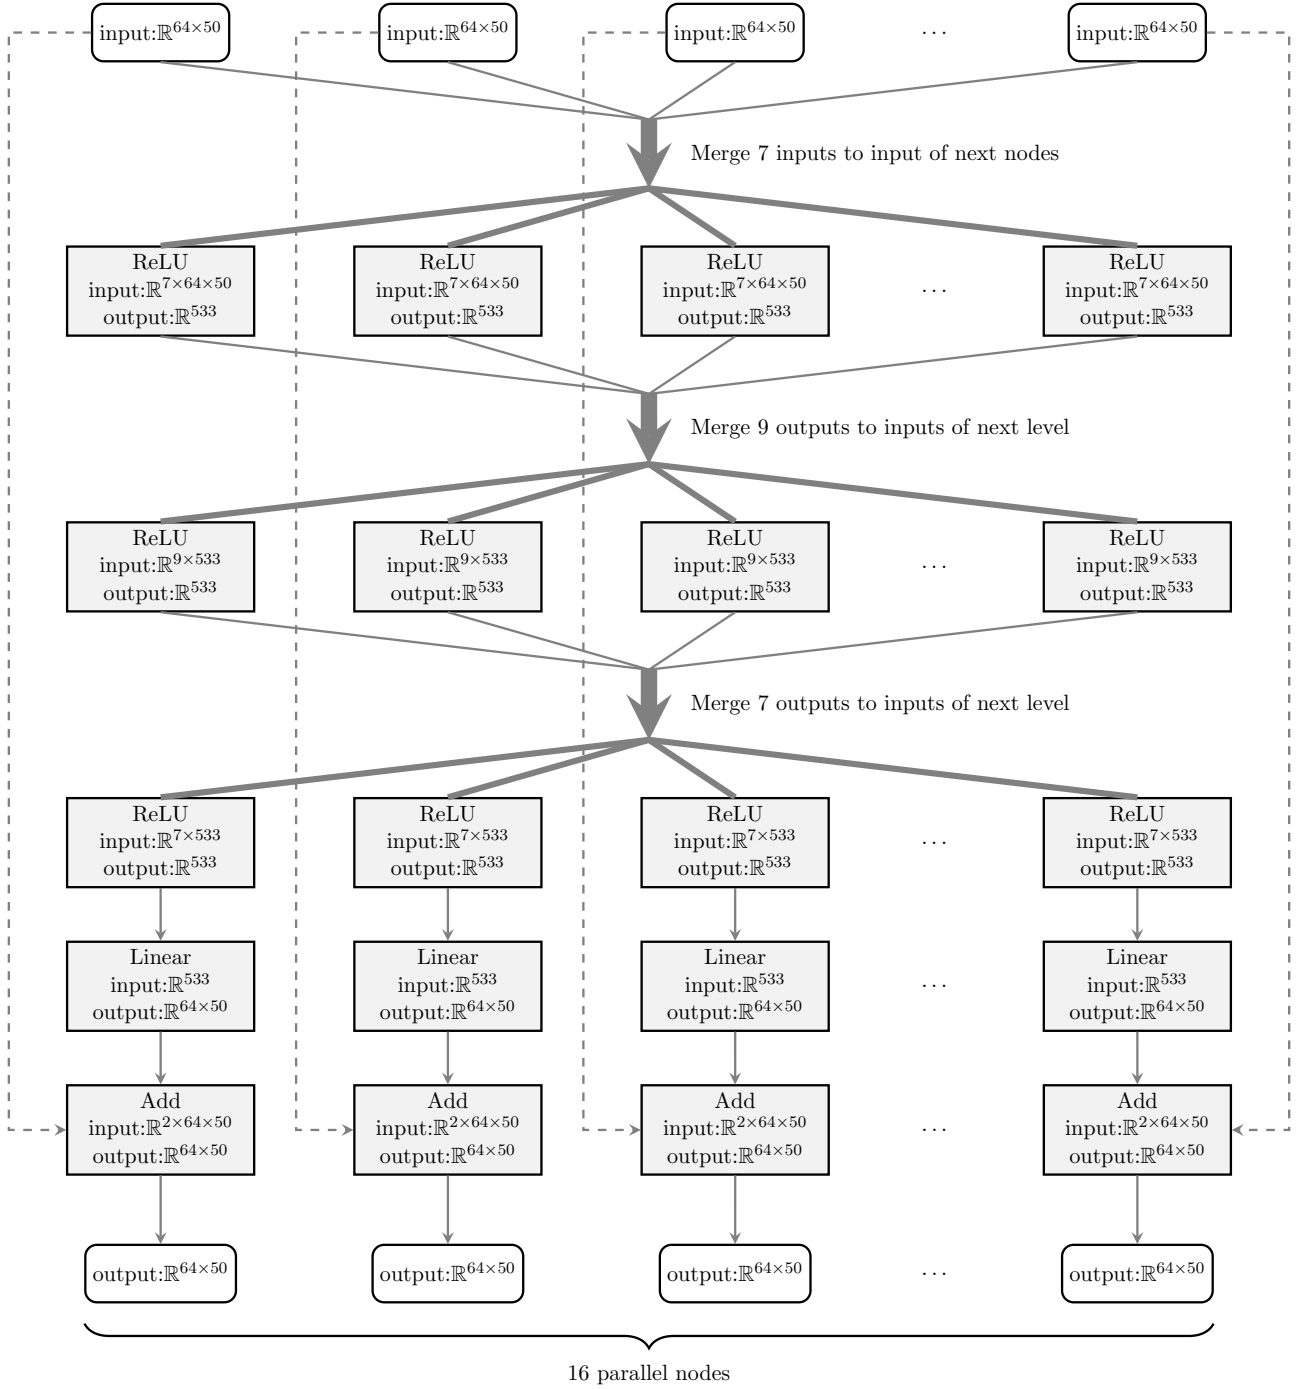 input:ℝ^{64×50} input:ℝ^{64×50} input:ℝ^{64×50} ... input:ℝ^{64×50}
Merge 7 inputs to input of next nodes
ReLU ReLU ReLU ReLU
input:ℝ^{7×64×50} input:ℝ^{7×64×50} input:ℝ^{7×64×50} ... input:ℝ^{7×64×50}
output:ℝ^{533} output:ℝ^{533} output:ℝ^{533} output:ℝ^{533}
Merge 9 outputs to inputs of next level
ReLU ReLU ReLU ReLU
input:ℝ^{9×533} input:ℝ^{9×533} input:ℝ^{9×533} ... input:ℝ^{9×533}
output:ℝ^{533} output:ℝ^{533} output:ℝ^{533} output:ℝ^{533}
Merge 7 outputs to inputs of next level
ReLU ReLU ReLU ReLU
input:ℝ^{7×533} input:ℝ^{7×533} input:ℝ^{7×533} ... input:ℝ^{7×533}
output:ℝ^{533} output:ℝ^{533} output:ℝ^{533} output:ℝ^{533}
Linear Linear Linear Linear
input:ℝ^{533} input:ℝ^{533} input:ℝ^{533} ... input:ℝ^{533}
output:ℝ^{64×50} output:ℝ^{64×50} output:ℝ^{64×50} output:ℝ^{64×50}
Add Add Add Add
input:ℝ^{2×64×50} input:ℝ^{2×64×50} input:ℝ^{2×64×50} ... input:ℝ^{2×64×50}
output:ℝ^{64×50} output:ℝ^{64×50} output:ℝ^{64×50} output:ℝ^{64×50}
output:ℝ^{64×50} output:ℝ^{64×50} output:ℝ^{64×50} ... output:ℝ^{64×50}
16 parallel nodes